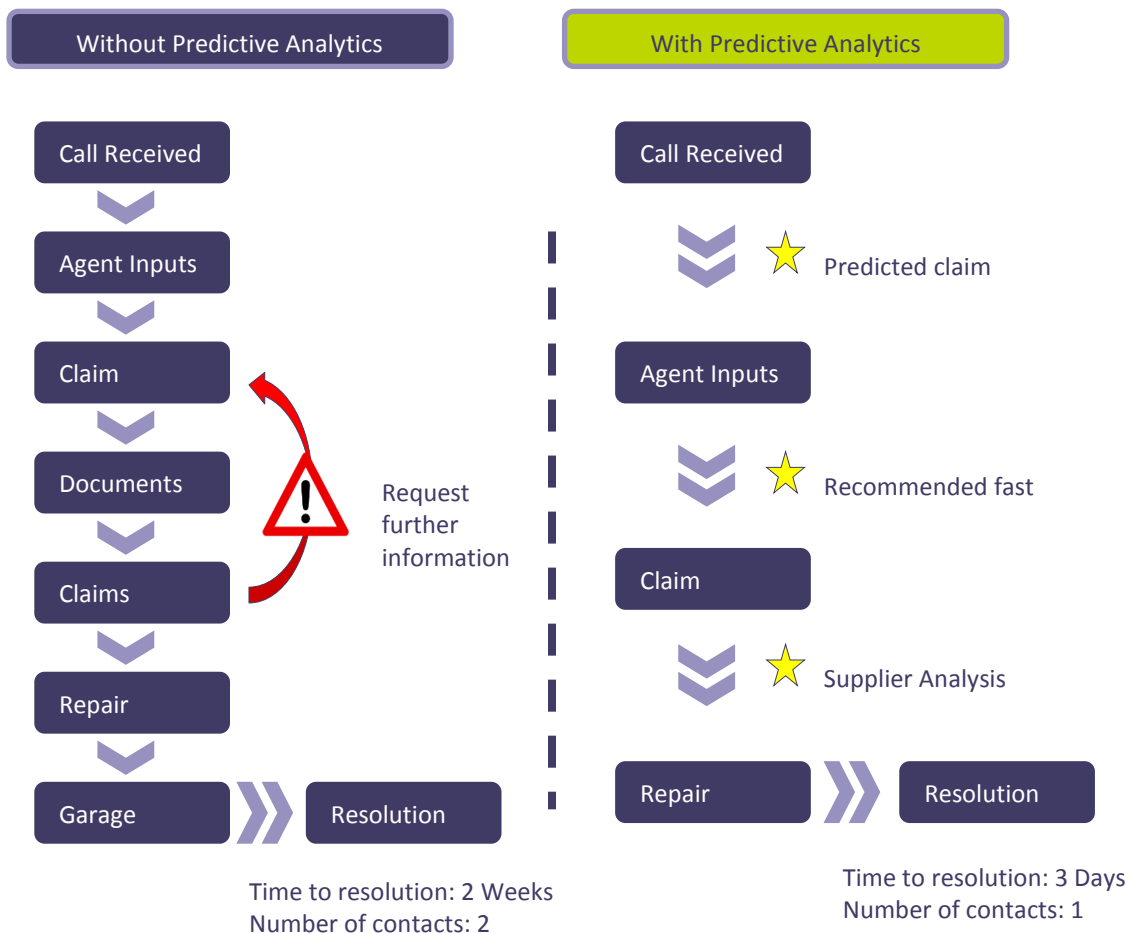 Without Predictive Analytics
With Predictive Analytics
Call Received
Agent Inputs
Claim
Documents
Claims
Repair
Garage
Resolution
Request
further
information
Time to resolution: 2 Weeks
Number of contacts: 2
Call Received
Predicted claim
Agent Inputs
Recommended fast
Claim
Supplier Analysis
Repair
Resolution
Time to resolution: 3 Days
Number of contacts: 1